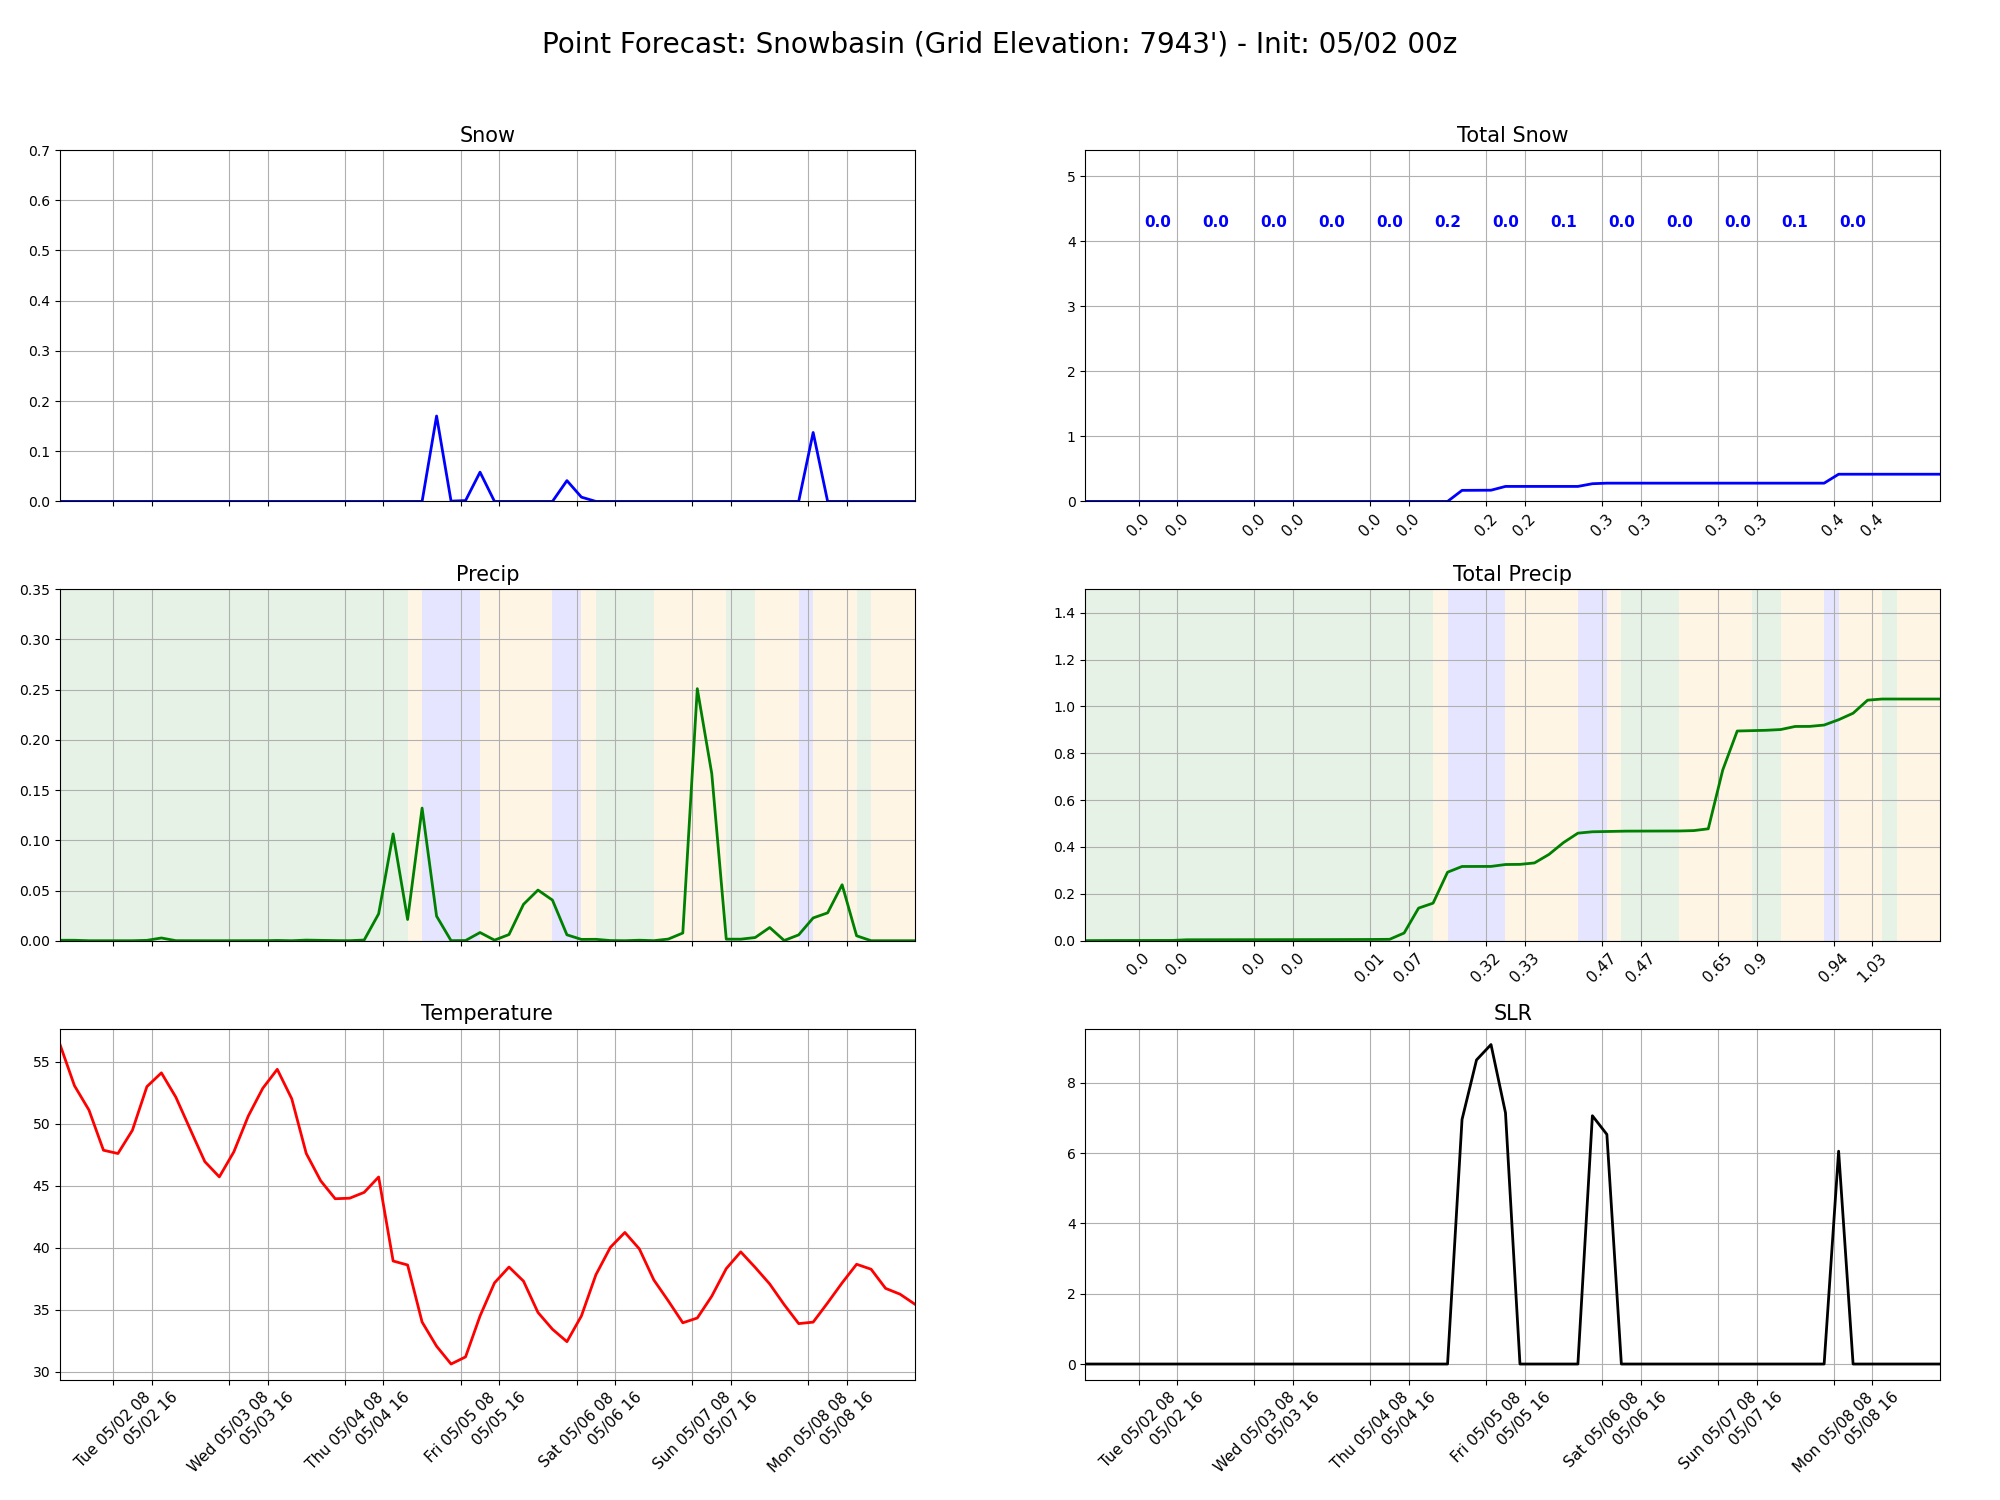 Point Forecast: Snowbasin (Grid Elevation: 7943') - Init: 05/02 00z
Snow
0.7
0.6
0.5
0.4
0.3
0.2
0.1
0.0
Total Snow
5
4
3
2
1
0
0.0 0.0 0.0 0.0 0.0 0.2 0.0 0.1 0.0 0.0 0.0 0.1 0.0
0.0 0.0 0.0 0.0 0.0 0.0 0.2 0.2 0.3 0.3 0.3 0.3 0.4 0.4
Precip
0.35
0.30
0.25
0.20
0.15
0.10
0.05
0.00
Total Precip
1.4
1.2
1.0
0.8
0.6
0.4
0.2
0.0
0.0 0.0 0.0 0.0 0.01 0.07 0.32 0.33 0.47 0.47 0.65 0.9 0.94 1.03
Temperature
55
50
45
40
35
30
Tue 05/02 08
05/02 16
Wed 05/03 08
05/03 16
Thu 05/04 08
05/04 16
Fri 05/05 08
05/05 16
Sat 05/06 08
05/06 16
Sun 05/07 08
05/07 16
Mon 05/08 08
05/08 16
SLR
8
6
4
2
0
Tue 05/02 08
05/02 16
Wed 05/03 08
05/03 16
Thu 05/04 08
05/04 16
Fri 05/05 08
05/05 16
Sat 05/06 08
05/06 16
Sun 05/07 08
05/07 16
Mon 05/08 08
05/08 16